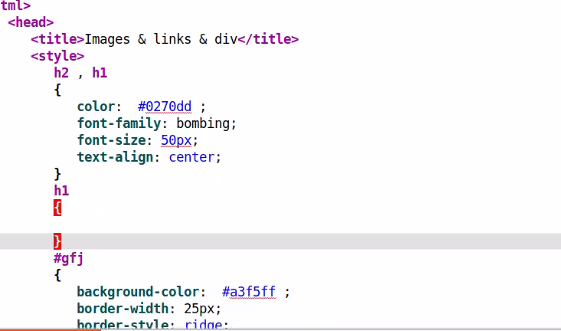 tml>
<head>
<title>Images & links & div</title>
<style>
h2 , h1
{
color:  #0270dd ;
font-family: bombing;
font-size: 50px;
text-align: center;
}
h1
{
}
#gfj
{
background-color:  #a3f5ff ;
border-width: 25px;
border-style: ridge;